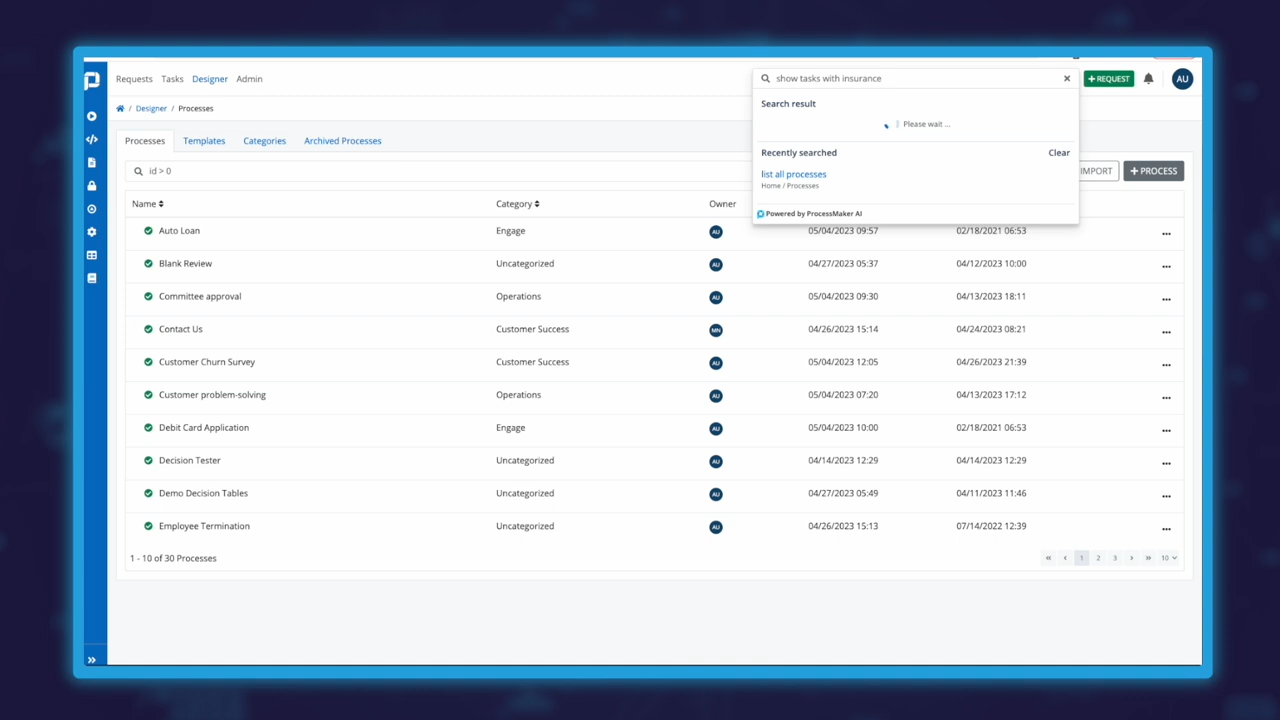 Requests Tasks Designer Admin
show tasks with insurance
+ REQUEST
AU
/ Designer / Processes
Search result
Please wait ...
Recently searched Clear
list all processes
Home / Processes
Powered by ProcessMaker AI
Processes Templates Categories Archived Processes
id > 0
IMPORT
+ PROCESS
Name Category Owner
Auto Loan Engage AU 05/04/2023 09:57 02/18/2021 06:53 ...
Blank Review Uncategorized AU 04/27/2023 05:37 04/12/2023 10:00 ...
Committee approval Operations AU 05/04/2023 09:30 04/13/2023 18:11 ...
Contact Us Customer Success MN 04/26/2023 15:14 04/24/2023 08:21 ...
Customer Churn Survey Customer Success AU 05/04/2023 12:05 04/26/2023 21:39 ...
Customer problem-solving Operations AU 05/04/2023 07:20 04/13/2023 17:12 ...
Debit Card Application Engage AU 05/04/2023 10:00 02/18/2021 06:53 ...
Decision Tester Uncategorized AU 04/14/2023 12:29 04/14/2023 12:29 ...
Demo Decision Tables Uncategorized AU 04/27/2023 05:49 04/11/2023 11:46 ...
Employee Termination Uncategorized AU 04/26/2023 15:13 07/14/2022 12:39 ...
1 - 10 of 30 Processes
« ‹ 1 2 3 › » 10
»